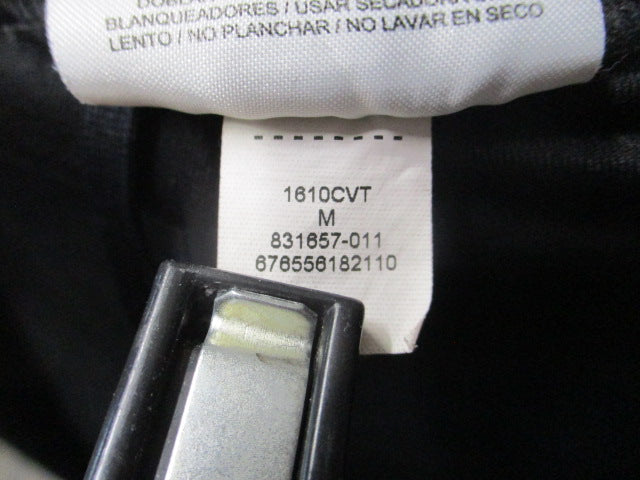 BLANQUEADORES / USAR SECADORA
LENTO / NO PLANCHAR / NO LAVAR EN SECO
1610CVT
M
831657-011
676556182110